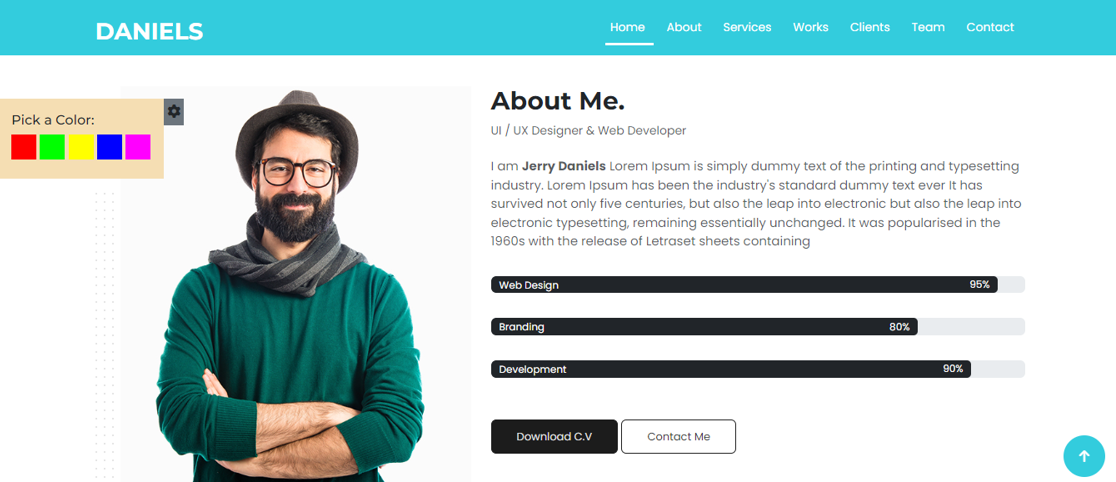 DANIELS
Home About Services Works Clients Team Contact
Pick a Color:
About Me.
UI / UX Designer & Web Developer
I am Jerry Daniels Lorem Ipsum is simply dummy text of the printing and typesetting
industry. Lorem Ipsum has been the industry's standard dummy text ever It has
survived not only five centuries, but also the leap into electronic but also the leap into
electronic typesetting, remaining essentially unchanged. It was popularised in the
1960s with the release of Letraset sheets containing
Web Design 95%
Branding 80%
Development 90%
Download C.V Contact Me